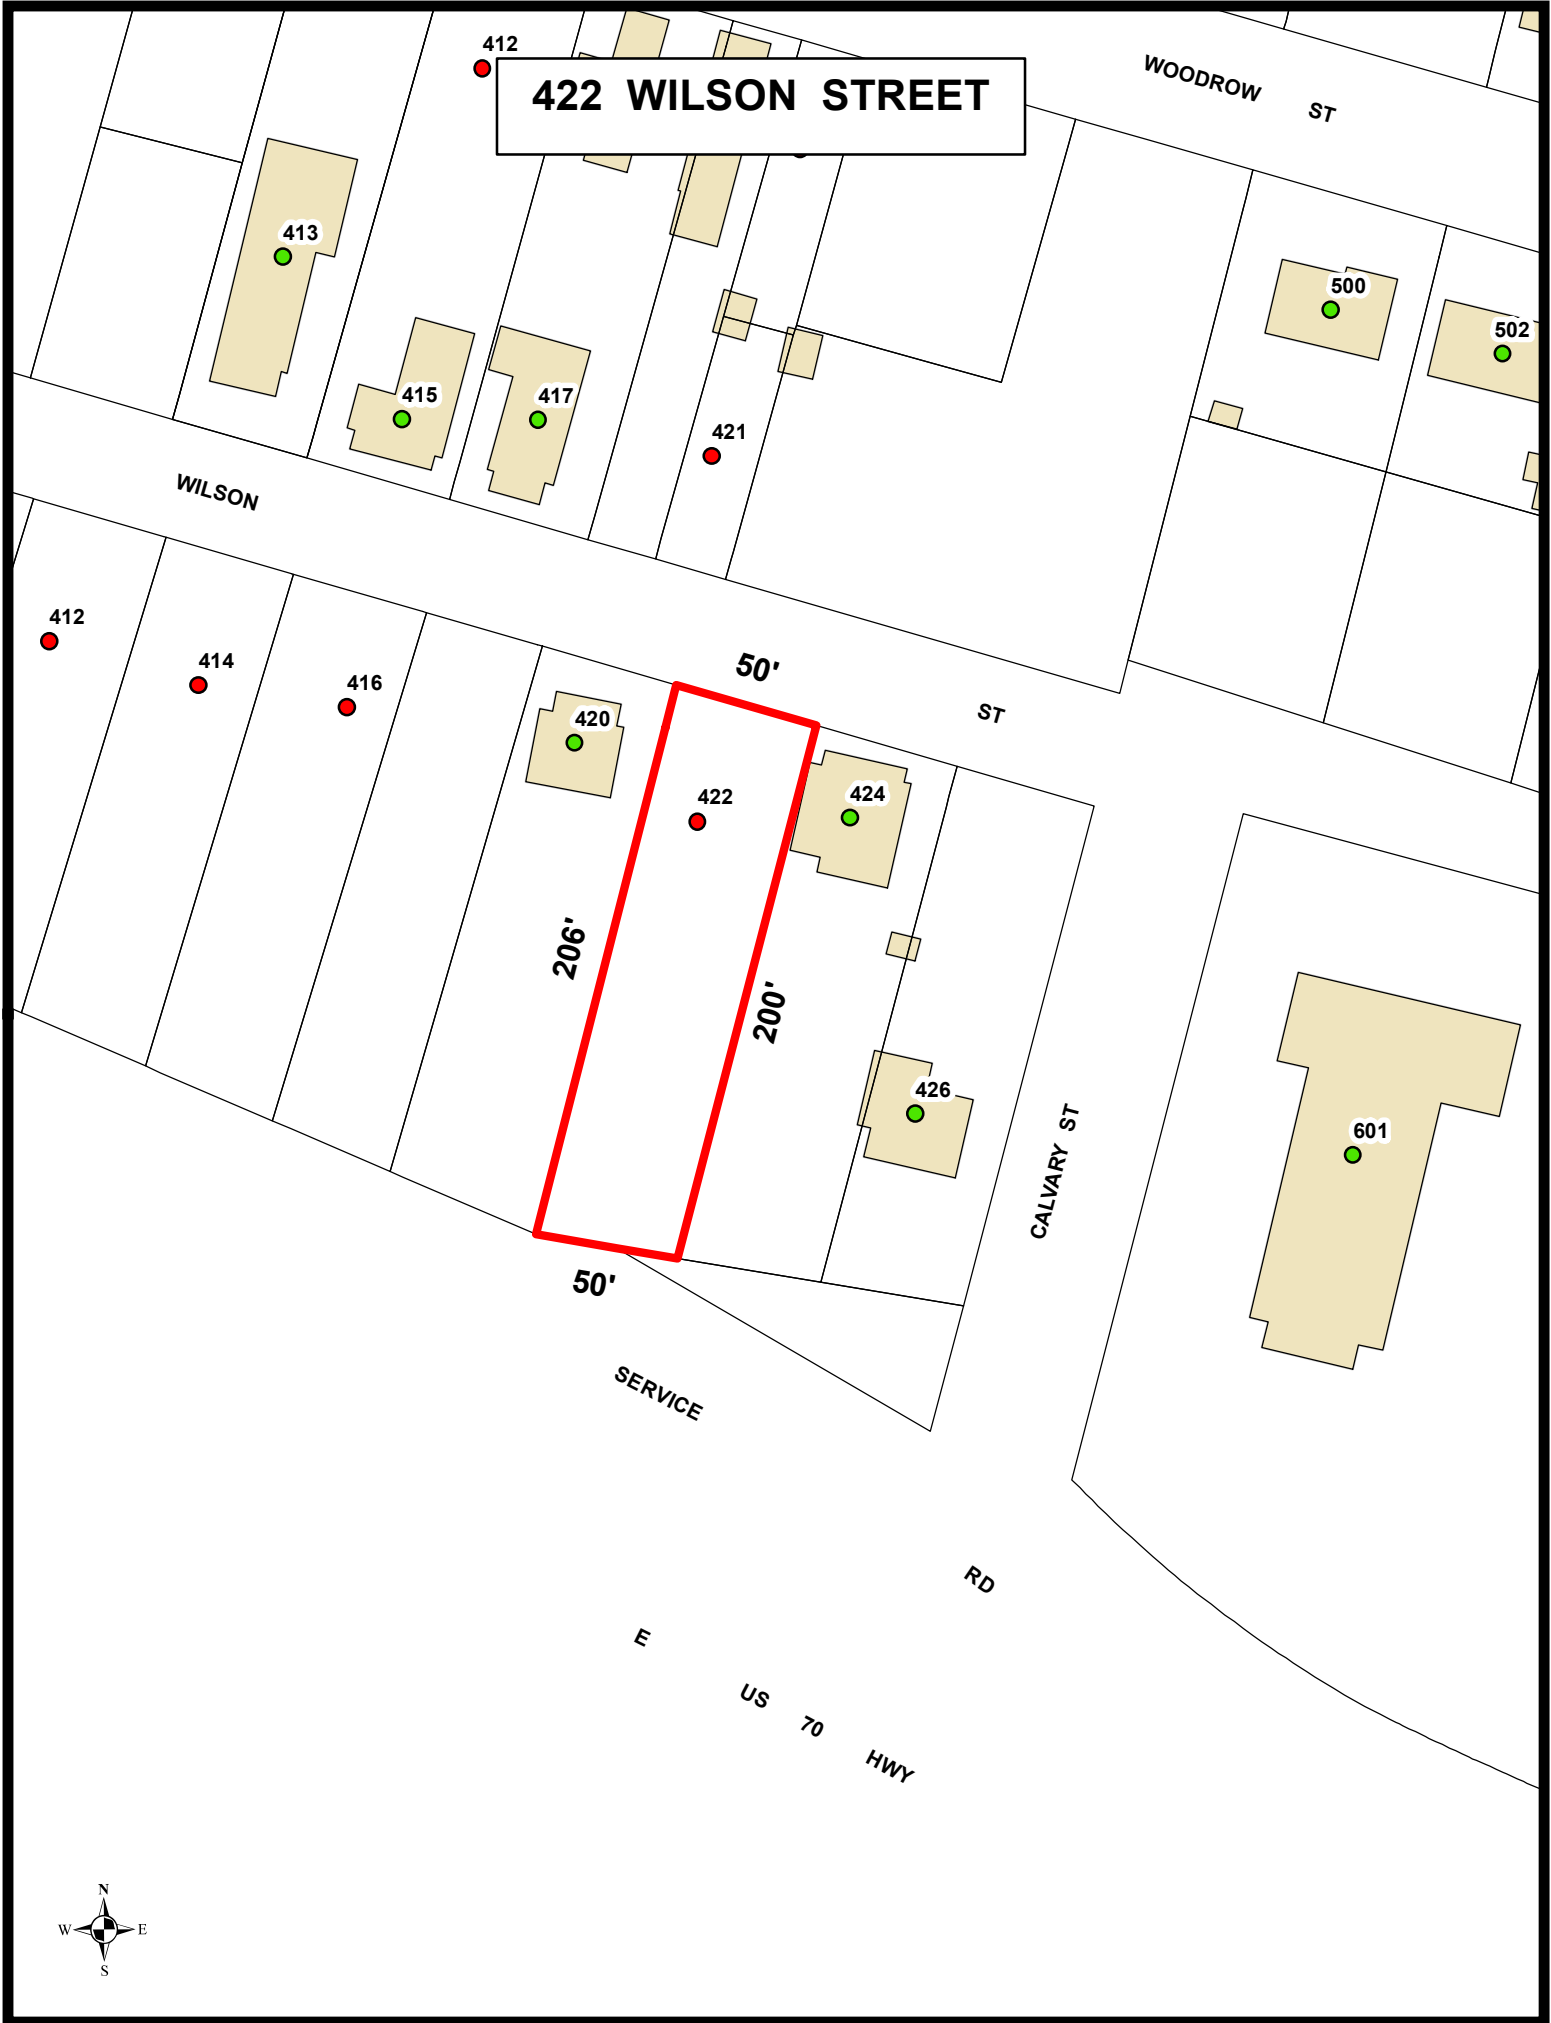 412
422 WILSON STREET
WOODROW ST
413
500
502
415
417
421
WILSON ST
412
414
416
50'
420
422
424
206'
200'
426
CALVARY ST
601
50'
SERVICE RD
E US 70 HWY
N
W E
S